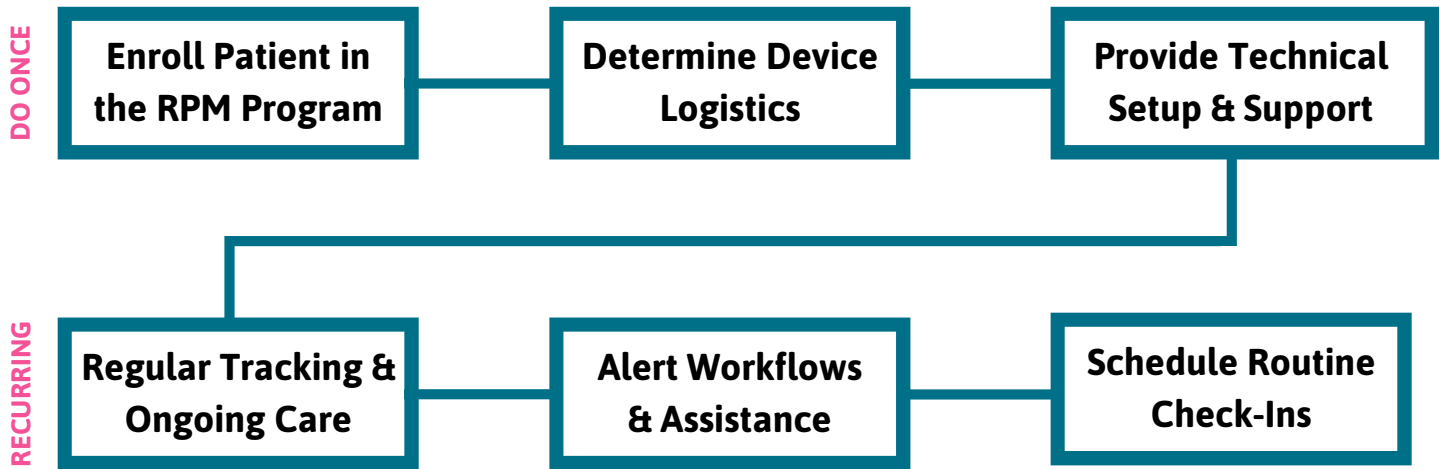 DO ONCE
Enroll Patient in
the RPM Program
Determine Device
Logistics
Provide Technical
Setup & Support
RECURRING
Regular Tracking &
Ongoing Care
Alert Workflows
& Assistance
Schedule Routine
Check-Ins